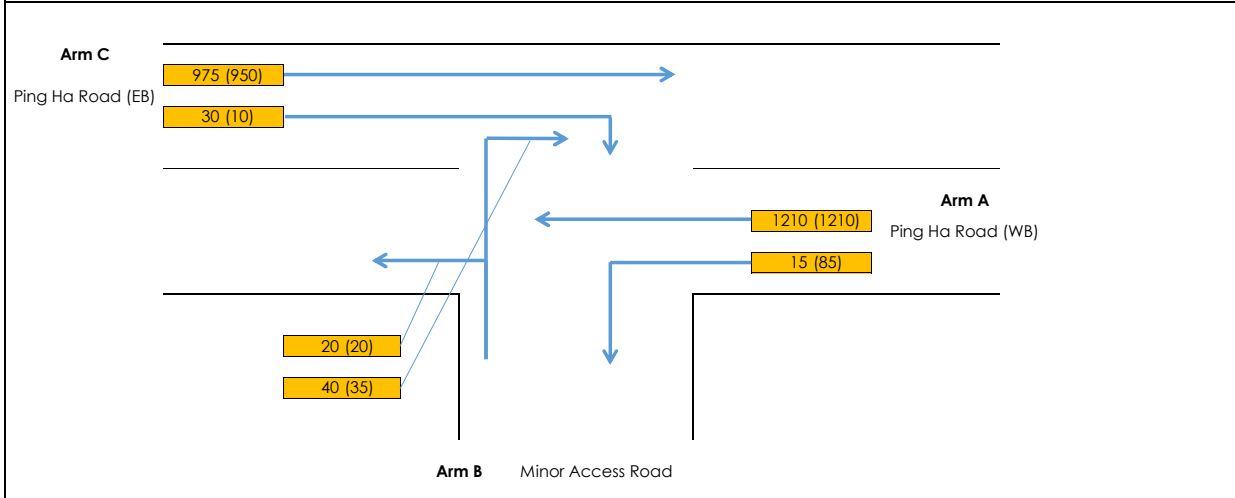 Arm C
975 (950)
Ping Ha Road (EB)
30 (10)
Arm A
1210 (1210)
Ping Ha Road (WB)
15 (85)
20 (20)
40 (35)
Arm B Minor Access Road